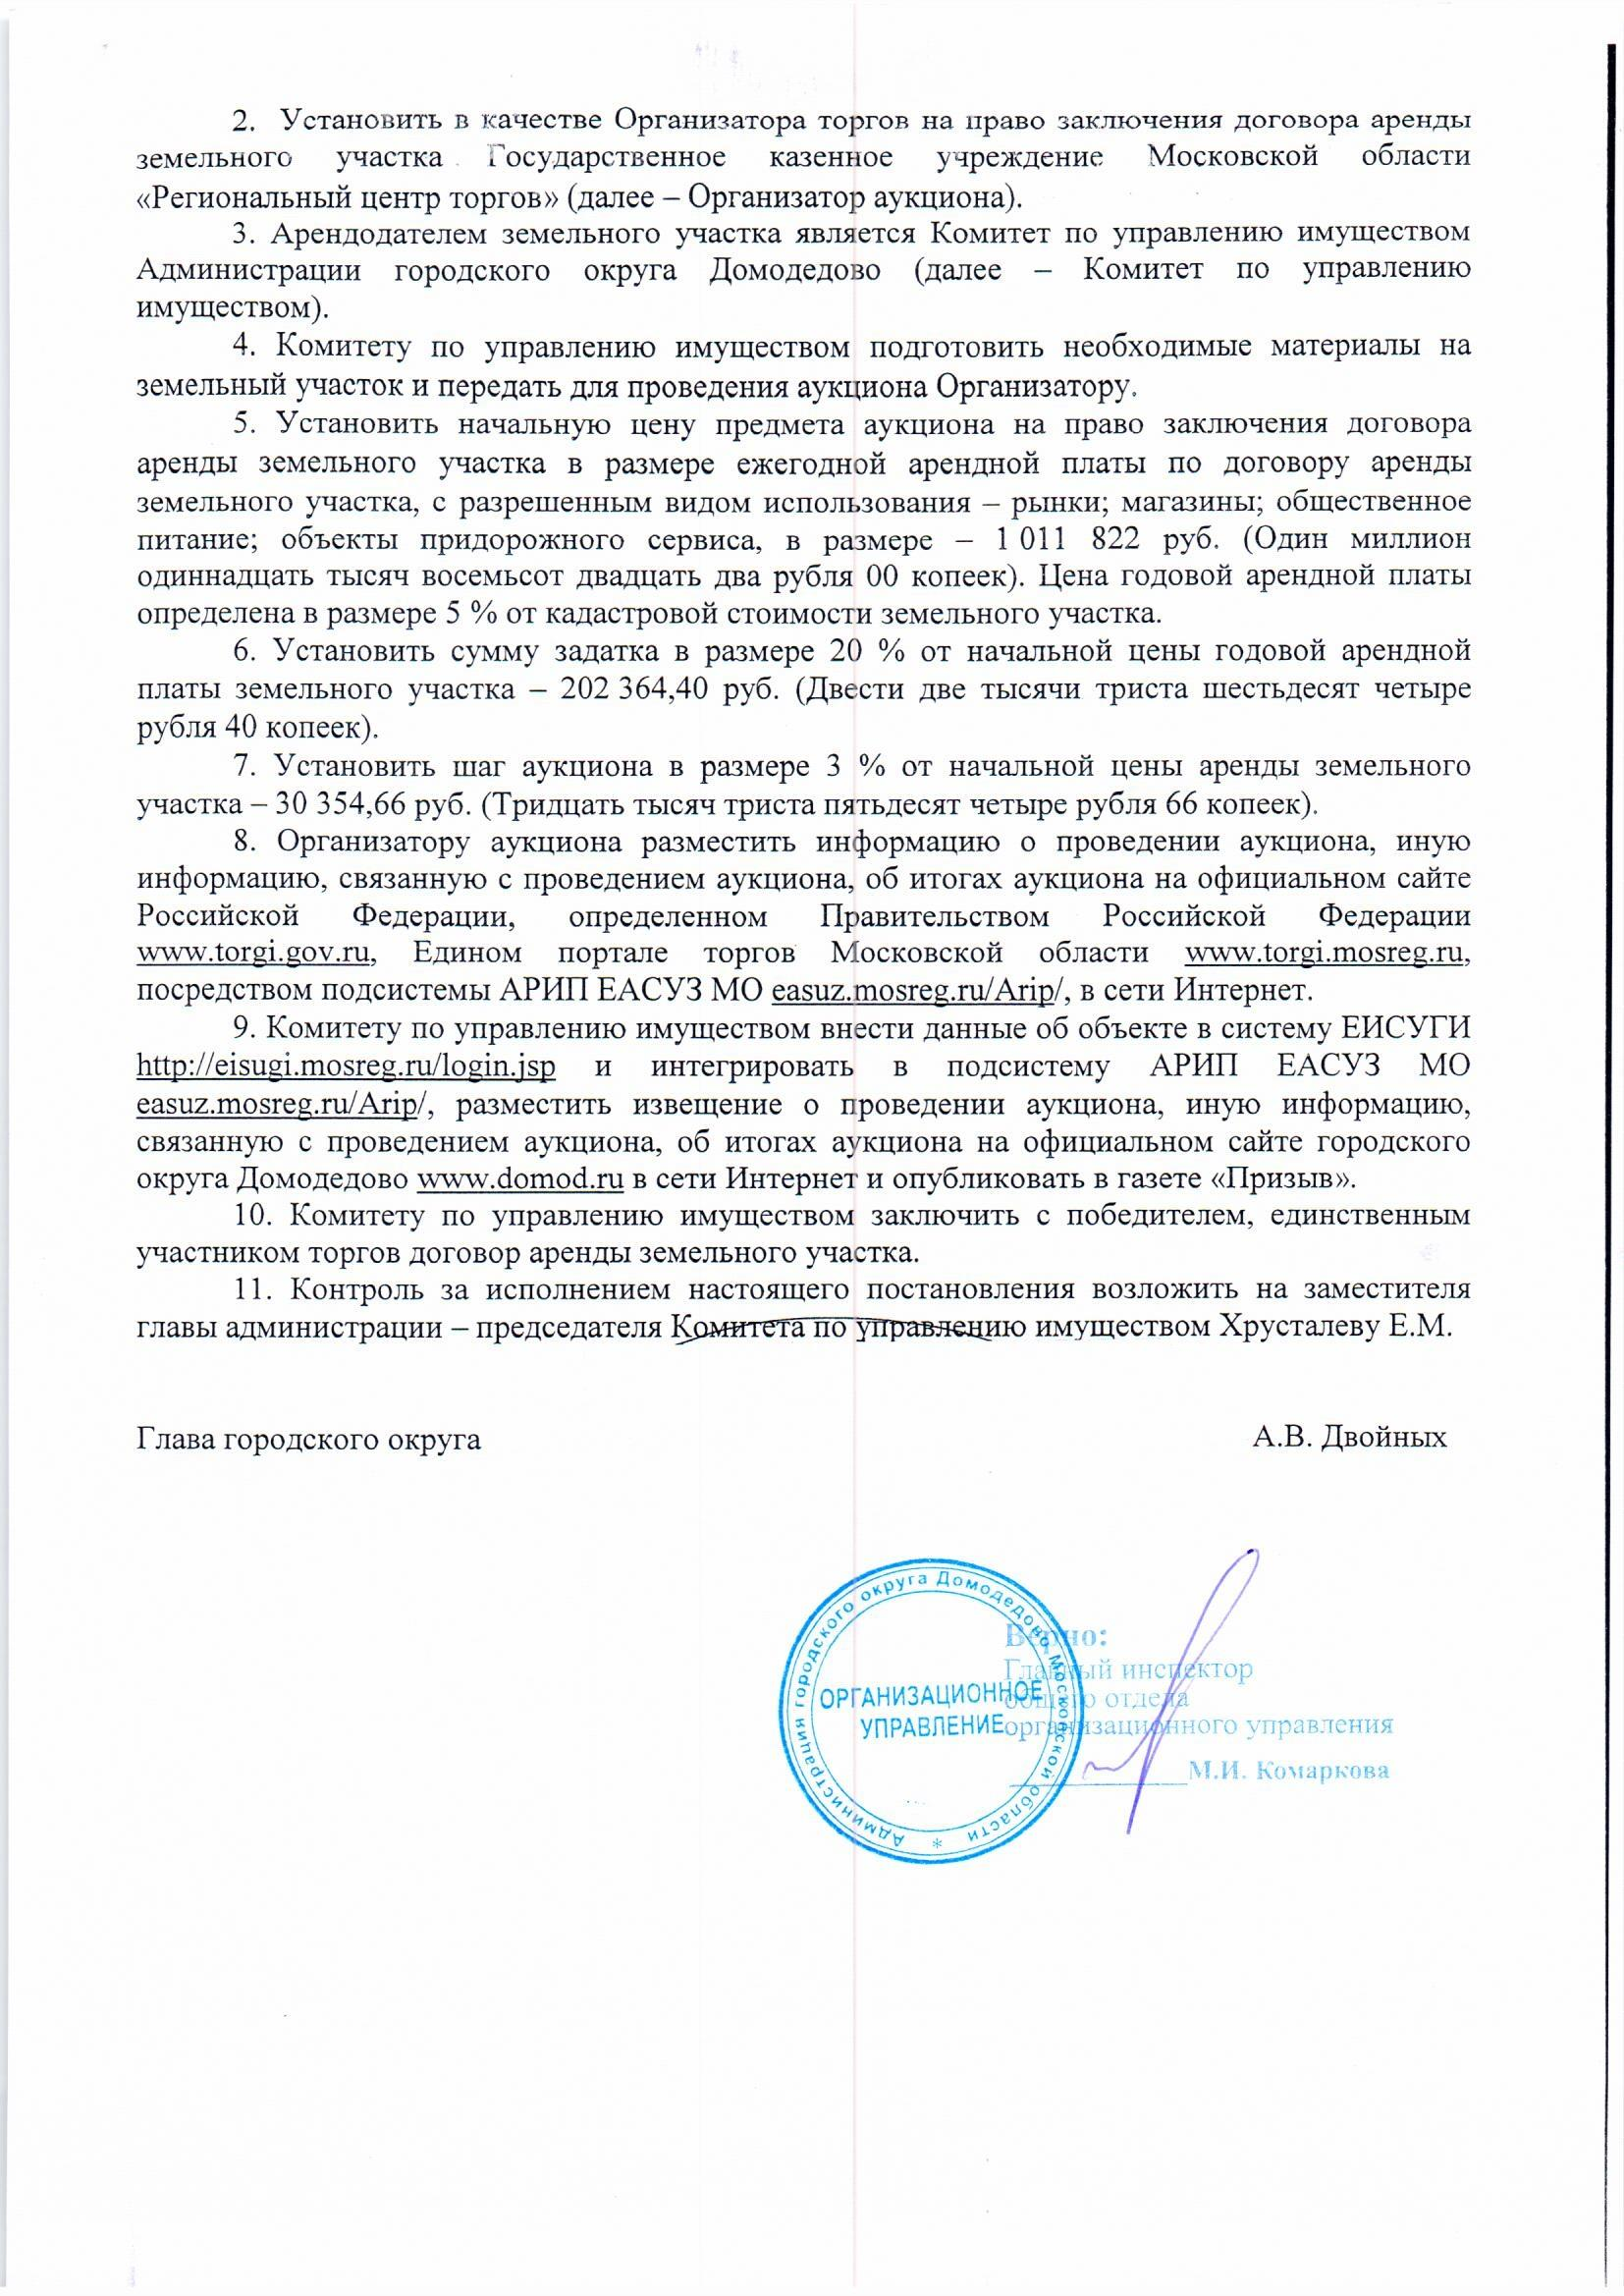 2. Установить в качестве Организатора торгов на право заключения договора аренды
земельного участка Государственное казенное учреждение Московской области
«Региональный центр торгов» (далее – Организатор аукциона).
3. Арендодателем земельного участка является Комитет по управлению имуществом
Администрации городского округа Домодедово (далее – Комитет по управлению
имуществом).
4. Комитету по управлению имуществом подготовить необходимые материалы на
земельный участок и передать для проведения аукциона Организатору.
5. Установить начальную цену предмета аукциона на право заключения договора
аренды земельного участка в размере ежегодной арендной платы по договору аренды
земельного участка, с разрешенным видом использования – рынки; магазины; общественное
питание; объекты придорожного сервиса, в размере – 1 011 822 руб. (Один миллион
одиннадцать тысяч восемьсот двадцать два рубля 00 копеек). Цена годовой арендной платы
определена в размере 5 % от кадастровой стоимости земельного участка.
6. Установить сумму задатка в размере 20 % от начальной цены годовой арендной
платы земельного участка – 202 364,40 руб. (Двести две тысячи триста шестьдесят четыре
рубля 40 копеек).
7. Установить шаг аукциона в размере 3 % от начальной цены аренды земельного
участка – 30 354,66 руб. (Тридцать тысяч триста пятьдесят четыре рубля 66 копеек).
8. Организатору аукциона разместить информацию о проведении аукциона, иную
информацию, связанную с проведением аукциона, об итогах аукциона на официальном сайте
Российской Федерации, определенном Правительством Российской Федерации
www.torgi.gov.ru, Едином портале торгов Московской области www.torgi.mosreg.ru,
посредством подсистемы АРИП ЕАСУЗ МО easuz.mosreg.ru/Arip/, в сети Интернет.
9. Комитету по управлению имуществом внести данные об объекте в систему ЕИСУГИ
http://eisugi.mosreg.ru/login.jsp и интегрировать в подсистему АРИП ЕАСУЗ МО
easuz.mosreg.ru/Arip/, разместить извещение о проведении аукциона, иную информацию,
связанную с проведением аукциона, об итогах аукциона на официальном сайте городского
округа Домодедово www.domod.ru в сети Интернет и опубликовать в газете «Призыв».
10. Комитету по управлению имуществом заключить с победителем, единственным
участником торгов договор аренды земельного участка.
11. Контроль за исполнением настоящего постановления возложить на заместителя
главы администрации – председателя Комитета по управлению имуществом Хрусталеву Е.М.
Глава городского округа А.В. Двойных
Администрация городского округа Домодедово Московской области *
ОРГАНИЗАЦИОННОЕ
УПРАВЛЕНИЕ
Верно:
Главный инспектор
общего отдела
организационного управления
М.И. Комаркова